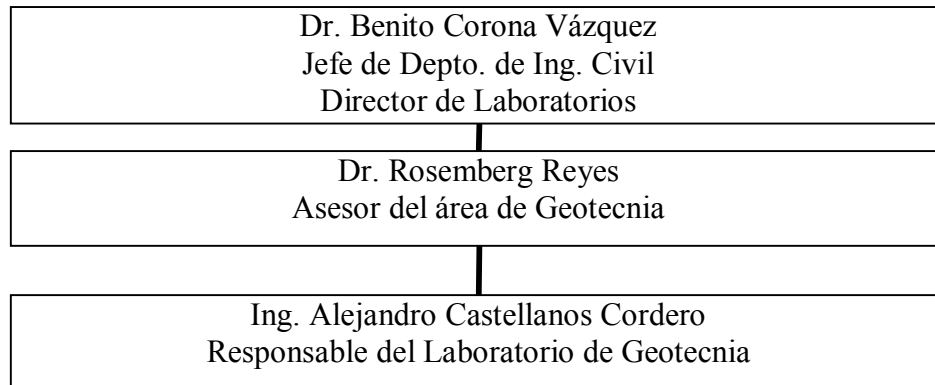 Dr. Benito Corona Vázquez
Jefe de Depto. de Ing. Civil
Director de Laboratorios
Dr. Rosemberg Reyes
Asesor del área de Geotecnia
Ing. Alejandro Castellanos Cordero
Responsable del Laboratorio de Geotecnia